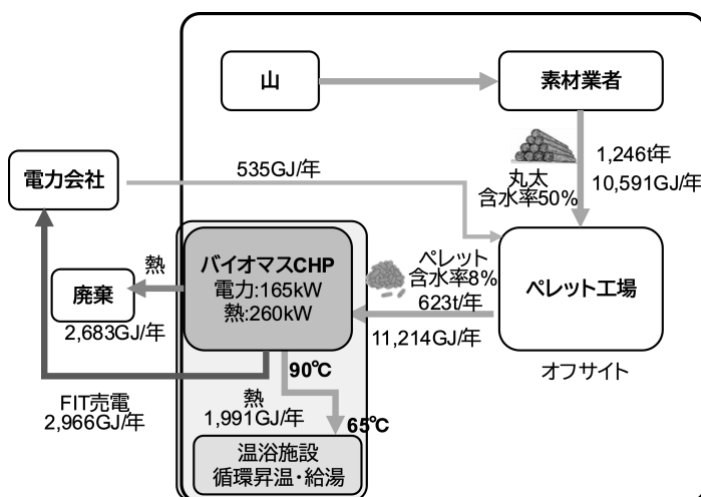 山
素材業者
1,246t年
10,591GJ/年
丸太
含水率50%
電力会社
535GJ/年
バイオマスCHP
電力:165kW
熱:260kW
熱
廃棄
2,683GJ/年
ペレット
含水率8%
623t/年
11,214GJ/年
ペレット工場
オフサイト
FIT売電
2,966GJ/年
90℃
熱
1,991GJ/年
65℃
温浴施設
循環昇温・給湯